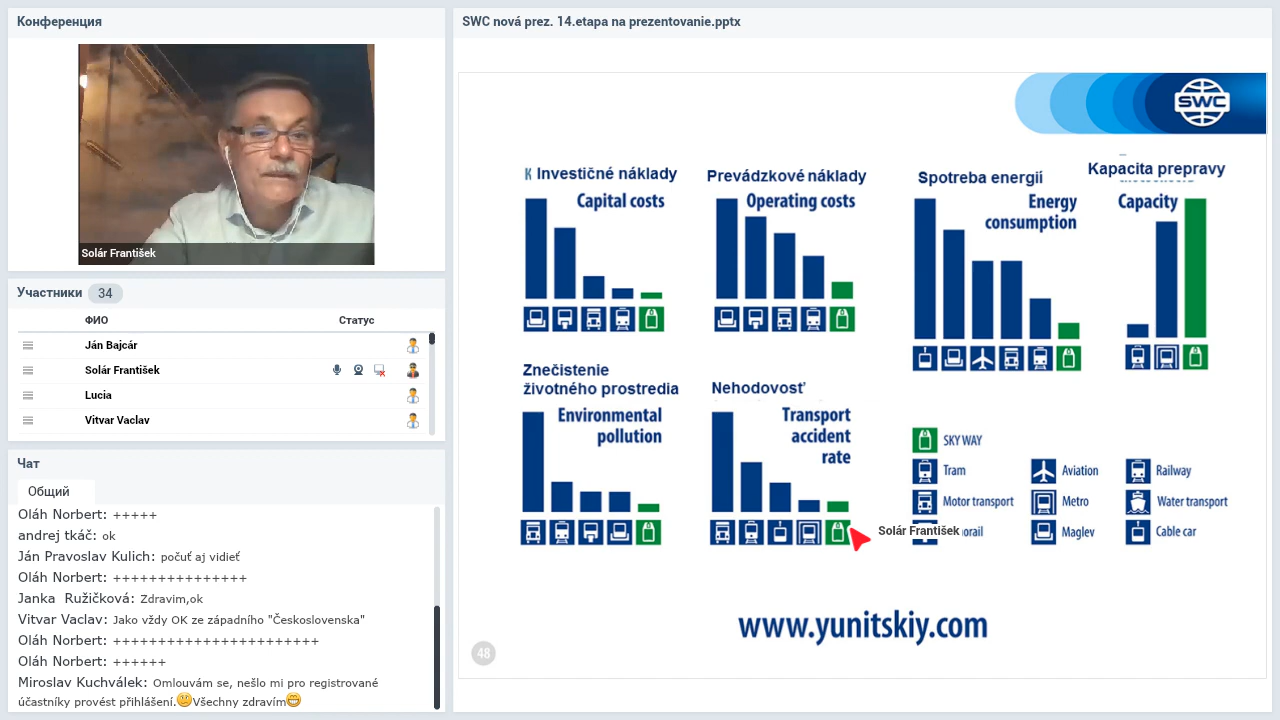 Конференция
Solár František
Участники 34
ФИО Статус
Ján Bajcár
Solár František
Lucia
Vitvar Vaclav
Чат
Общий
Oláh Norbert: +++++
andrej tkáč: ok
Ján Pravoslav Kulich: počuť aj vidieť
Oláh Norbert: +++++++++++++++
Janka Ružičková: Zdravim,ok
Vitvar Vaclav: Jako vždy OK ze západního "Československa"
Oláh Norbert: +++++++++++++++++++++++
Oláh Norbert: ++++++
Miroslav Kuchválek: Omlouvám se, nešlo mi pro registrované
účastníky provést přihlášení.Všechny zdravím
SWC nová prez. 14.etapa na prezentovanie.pptx
SWC
K Investičné náklady
Capital costs
Prevádzkové náklady
Operating costs
Spotreba energií
Energy
consumption
Kapacita prepravy
Capacity
Znečistenie
životného prostredia
Environmental
pollution
Nehodovosť
Transport
accident
rate
SKY WAY
Tram
Aviation
Railway
Motor transport
Metro
Water transport
Solár František
Maglev
Cable car
www.yunitskiy.com
48